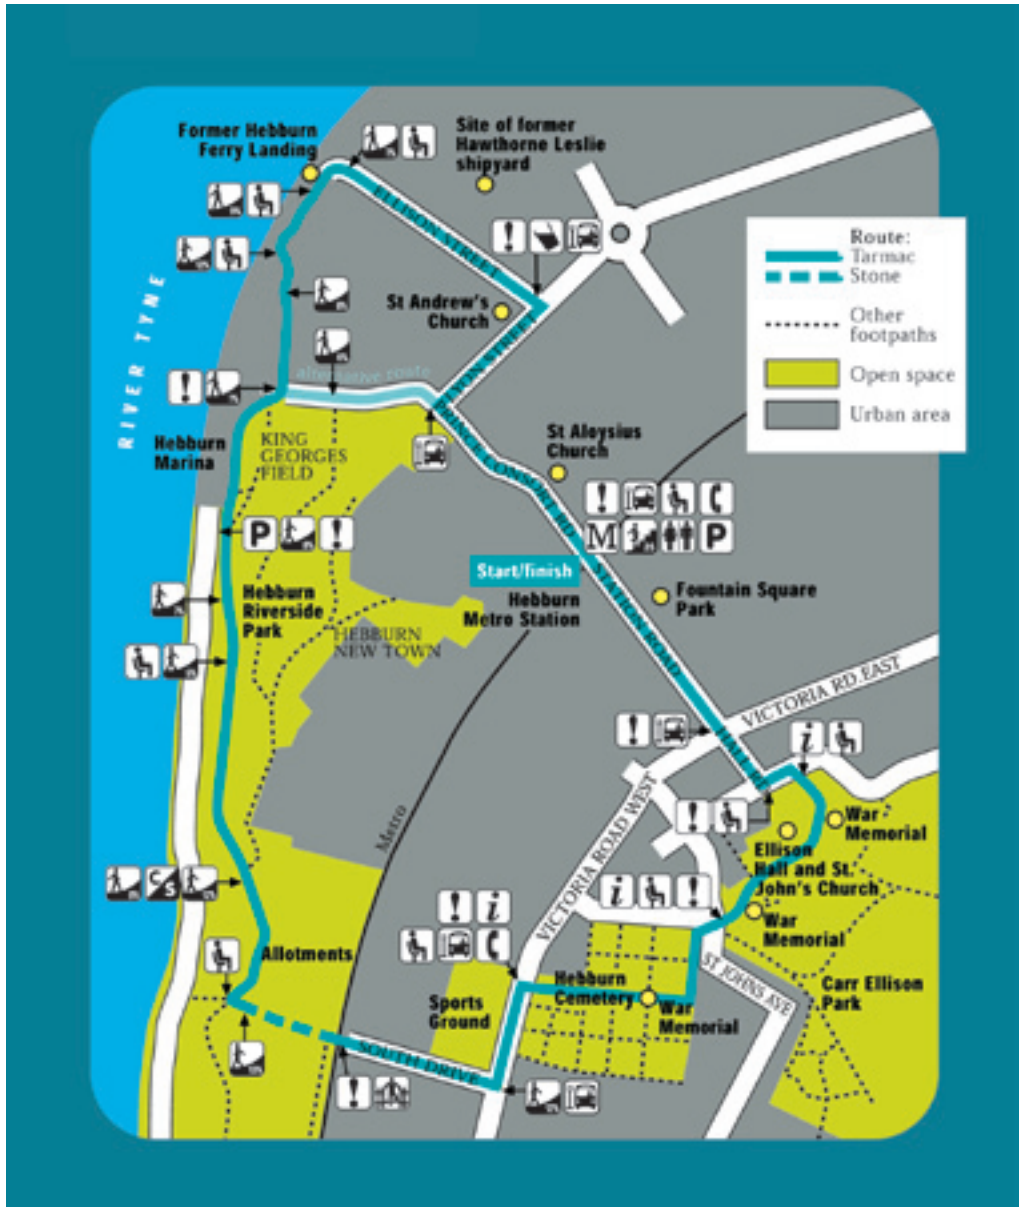 Former Hebburn
Ferry Landing
Site of former
Hawthorne Leslie
shipyard
ELLISON STREET
St Andrew's
Church
LYON STREET
Route:
Tarmac
Stone
Other
footpaths
Open space
Urban area
RIVER TYNE
alternative route
Hebburn
Marina
KING
GEORGES
FIELD
PRINCE CONSORT RD.
St Aloysius
Church
M
P
P
Start/finish
Hebburn
Metro Station
STATION ROAD
Fountain Square
Park
Hebburn
Riverside
Park
HEBBURN
NEW TOWN
VICTORIA RD.EAST
HALL RD
i
Metro
VICTORIA ROAD WEST
War
Memorial
Ellison
Hall and St.
John's Church
i
War
Memorial
C/S
i
Allotments
ST JOHNS AVE
Hebburn
Cemetery
War
Memorial
Carr Ellison
Park
Sports
Ground
SOUTH DRIVE